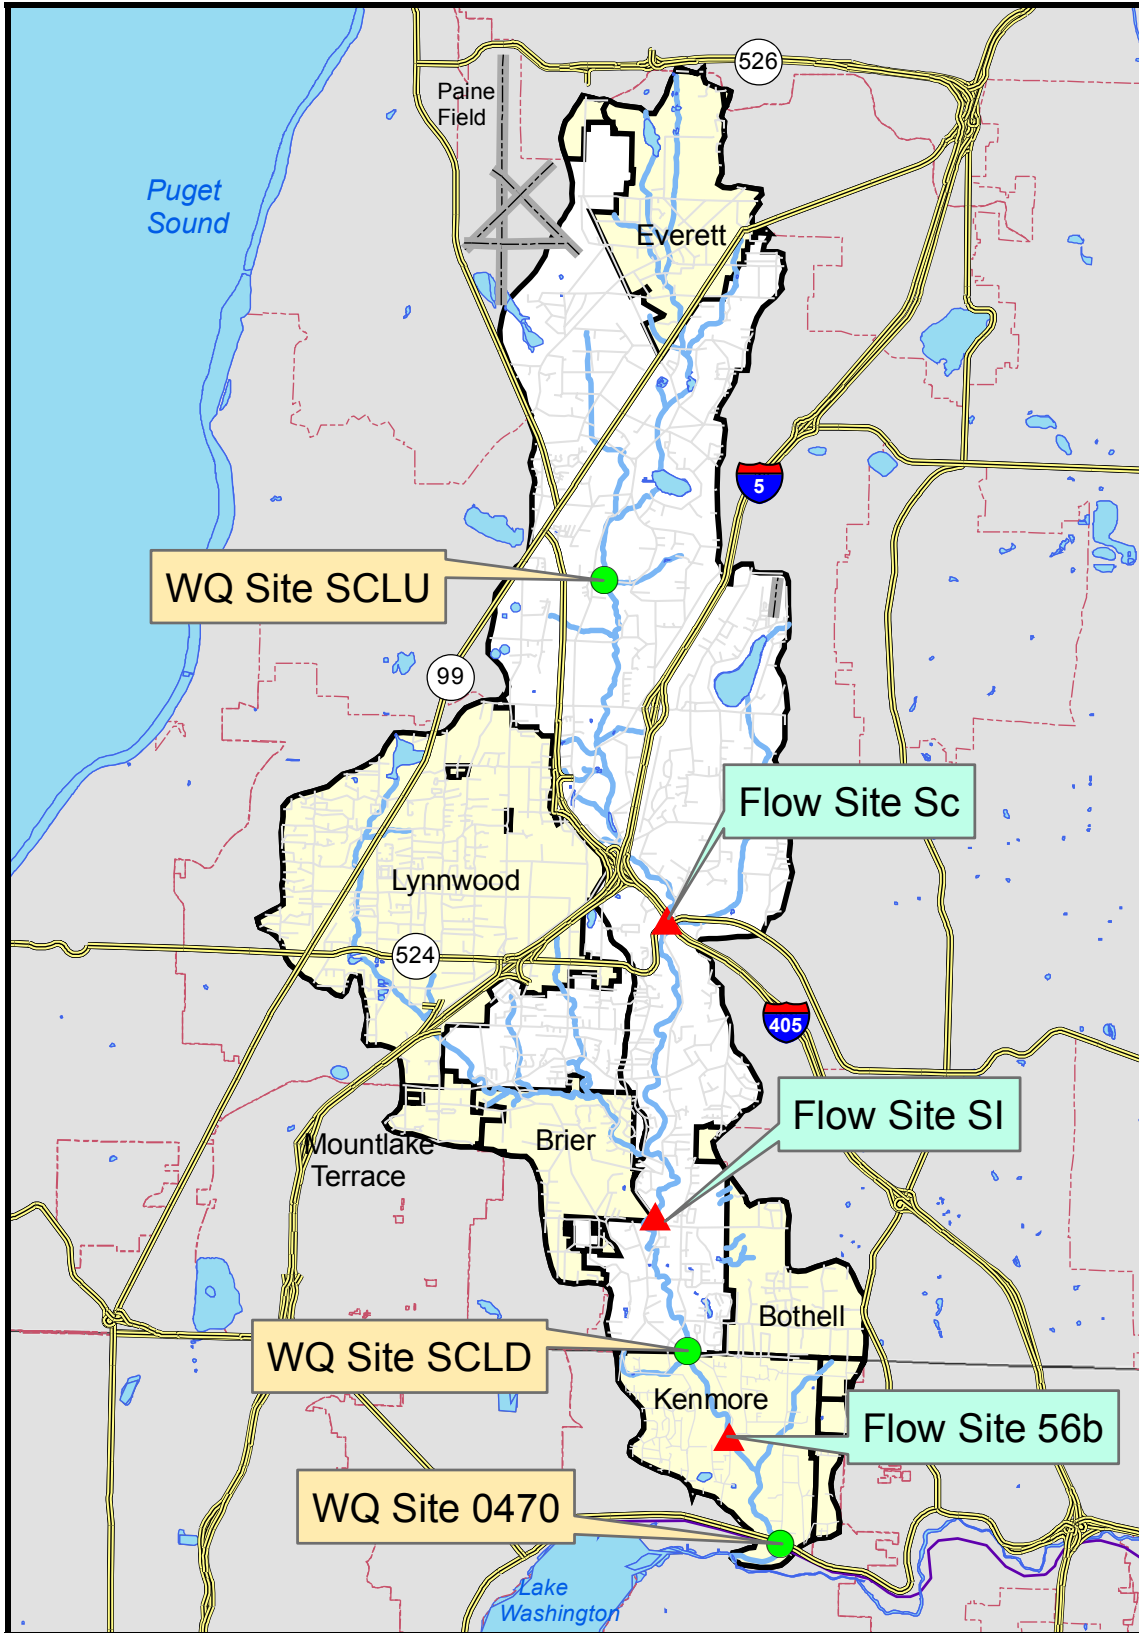 526
Paine
Field
Puget
Sound
Everett
5
WQ Site SCLU
99
Flow Site Sc
Lynnwood
524
405
Flow Site SI
Brier
Mountlake
Terrace
Bothell
WQ Site SCLD
Kenmore
Flow Site 56b
WQ Site 0470
Lake
Washington